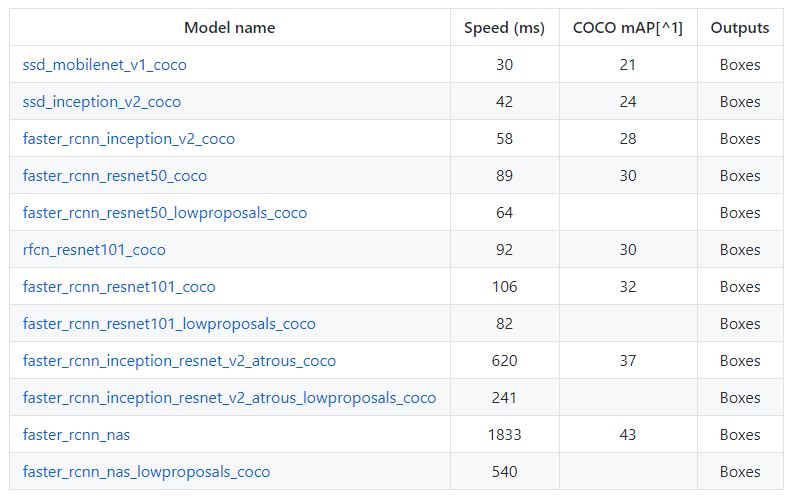 Model name Speed (ms) COCO mAP[^1] Outputs
ssd_mobilenet_v1_coco 30 21 Boxes
ssd_inception_v2_coco 42 24 Boxes
faster_rcnn_inception_v2_coco 58 28 Boxes
faster_rcnn_resnet50_coco 89 30 Boxes
faster_rcnn_resnet50_lowproposals_coco 64 Boxes
rfcn_resnet101_coco 92 30 Boxes
faster_rcnn_resnet101_coco 106 32 Boxes
faster_rcnn_resnet101_lowproposals_coco 82 Boxes
faster_rcnn_inception_resnet_v2_atrous_coco 620 37 Boxes
faster_rcnn_inception_resnet_v2_atrous_lowproposals_coco 241 Boxes
faster_rcnn_nas 1833 43 Boxes
faster_rcnn_nas_lowproposals_coco 540 Boxes